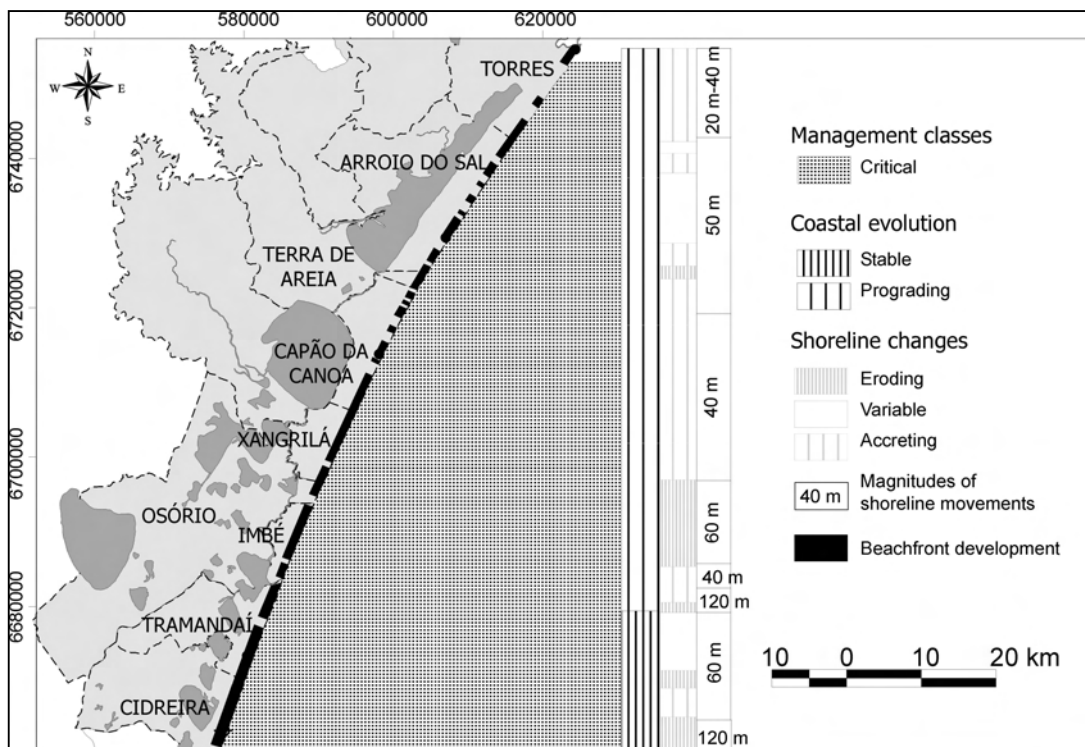 560000
580000
600000
620000
N
W
E
S
6740000
6720000
6700000
6680000
TORRES
ARROIO DO SAL
TERRA DE
AREIA
CAPÃO DA
CANOA
XANGRILÁ
OSÓRIO
IMBÉ
TRAMANDAÍ
CIDREIRA
20 m-40 m
50 m
40 m
60 m
40 m
120 m
60 m
120 m
Management classes
Critical
Coastal evolution
Stable
Prograding
Shoreline changes
Eroding
Variable
Accreting
40 m
Magnitudes of
shoreline movements
Beachfront development
10 0 10 20 km